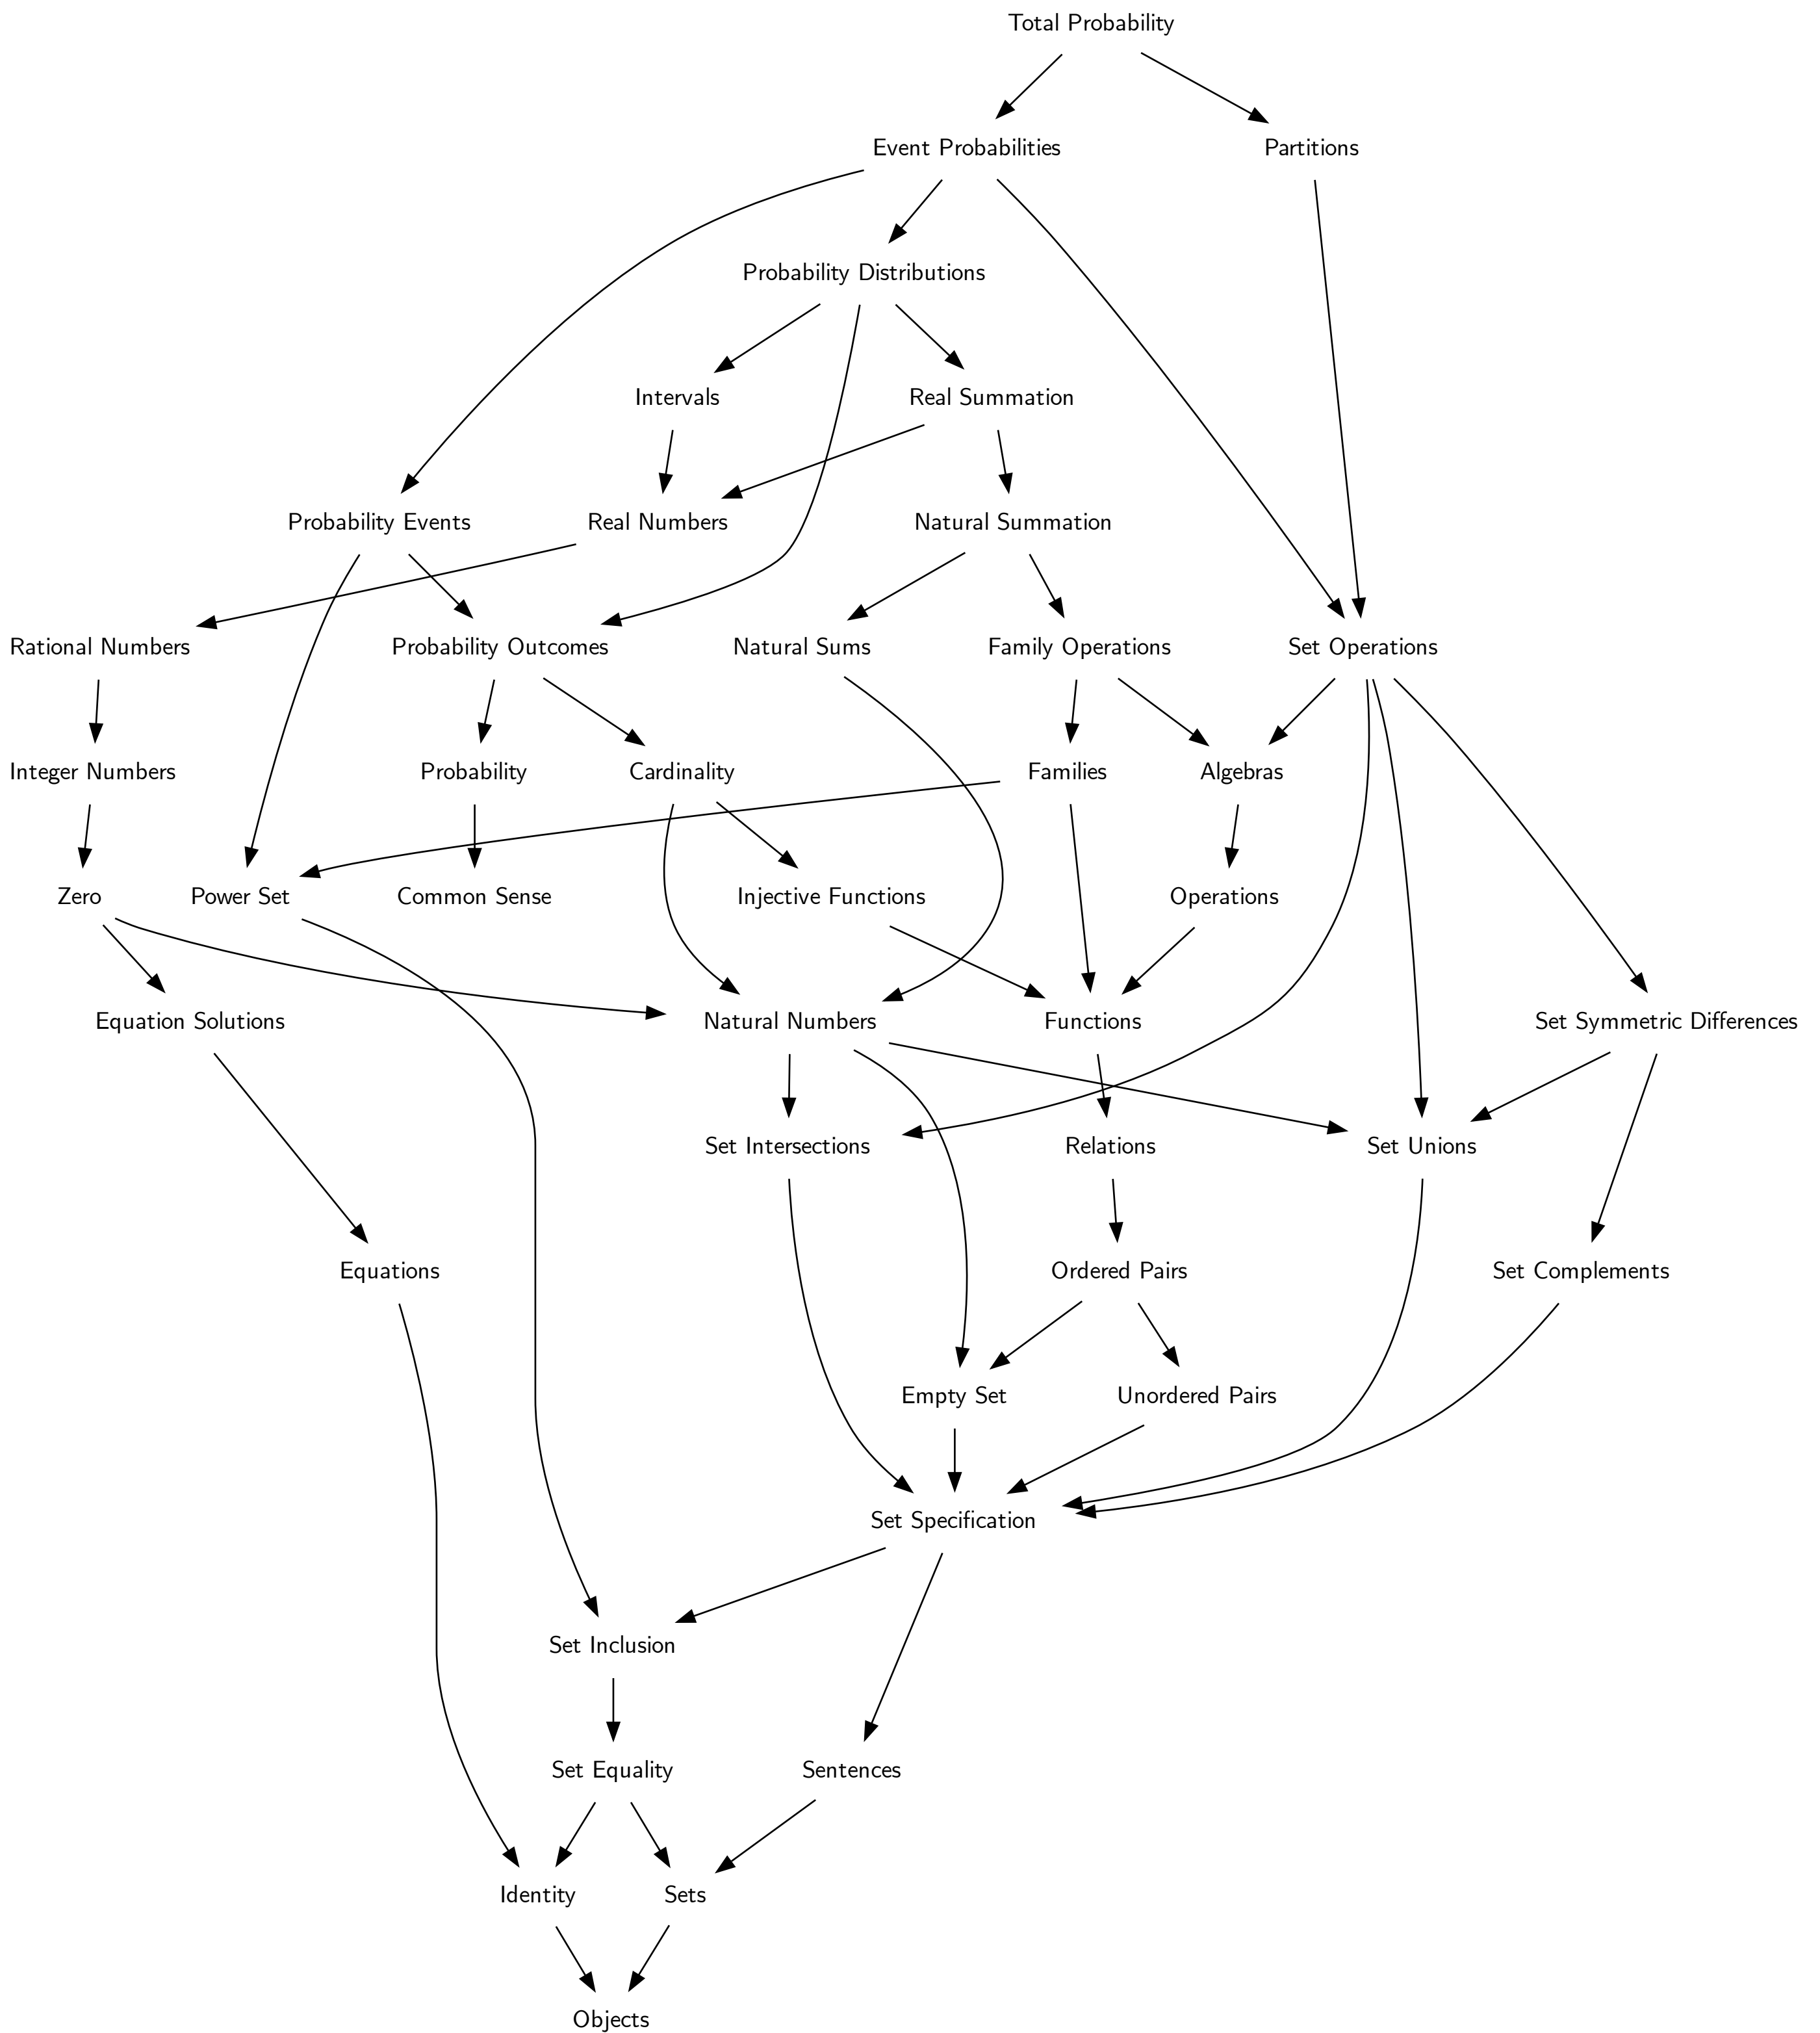 Total Probability
Event Probabilities
Partitions
Probability Distributions
Intervals
Real Summation
Probability Events
Real Numbers
Natural Summation
Rational Numbers
Probability Outcomes
Natural Sums
Family Operations
Set Operations
Integer Numbers
Probability
Cardinality
Families
Algebras
Zero
Power Set
Common Sense
Injective Functions
Operations
Equation Solutions
Natural Numbers
Functions
Set Symmetric Differences
Set Intersections
Relations
Set Unions
Equations
Ordered Pairs
Set Complements
Empty Set
Unordered Pairs
Set Specification
Set Inclusion
Set Equality
Sentences
Identity
Sets
Objects